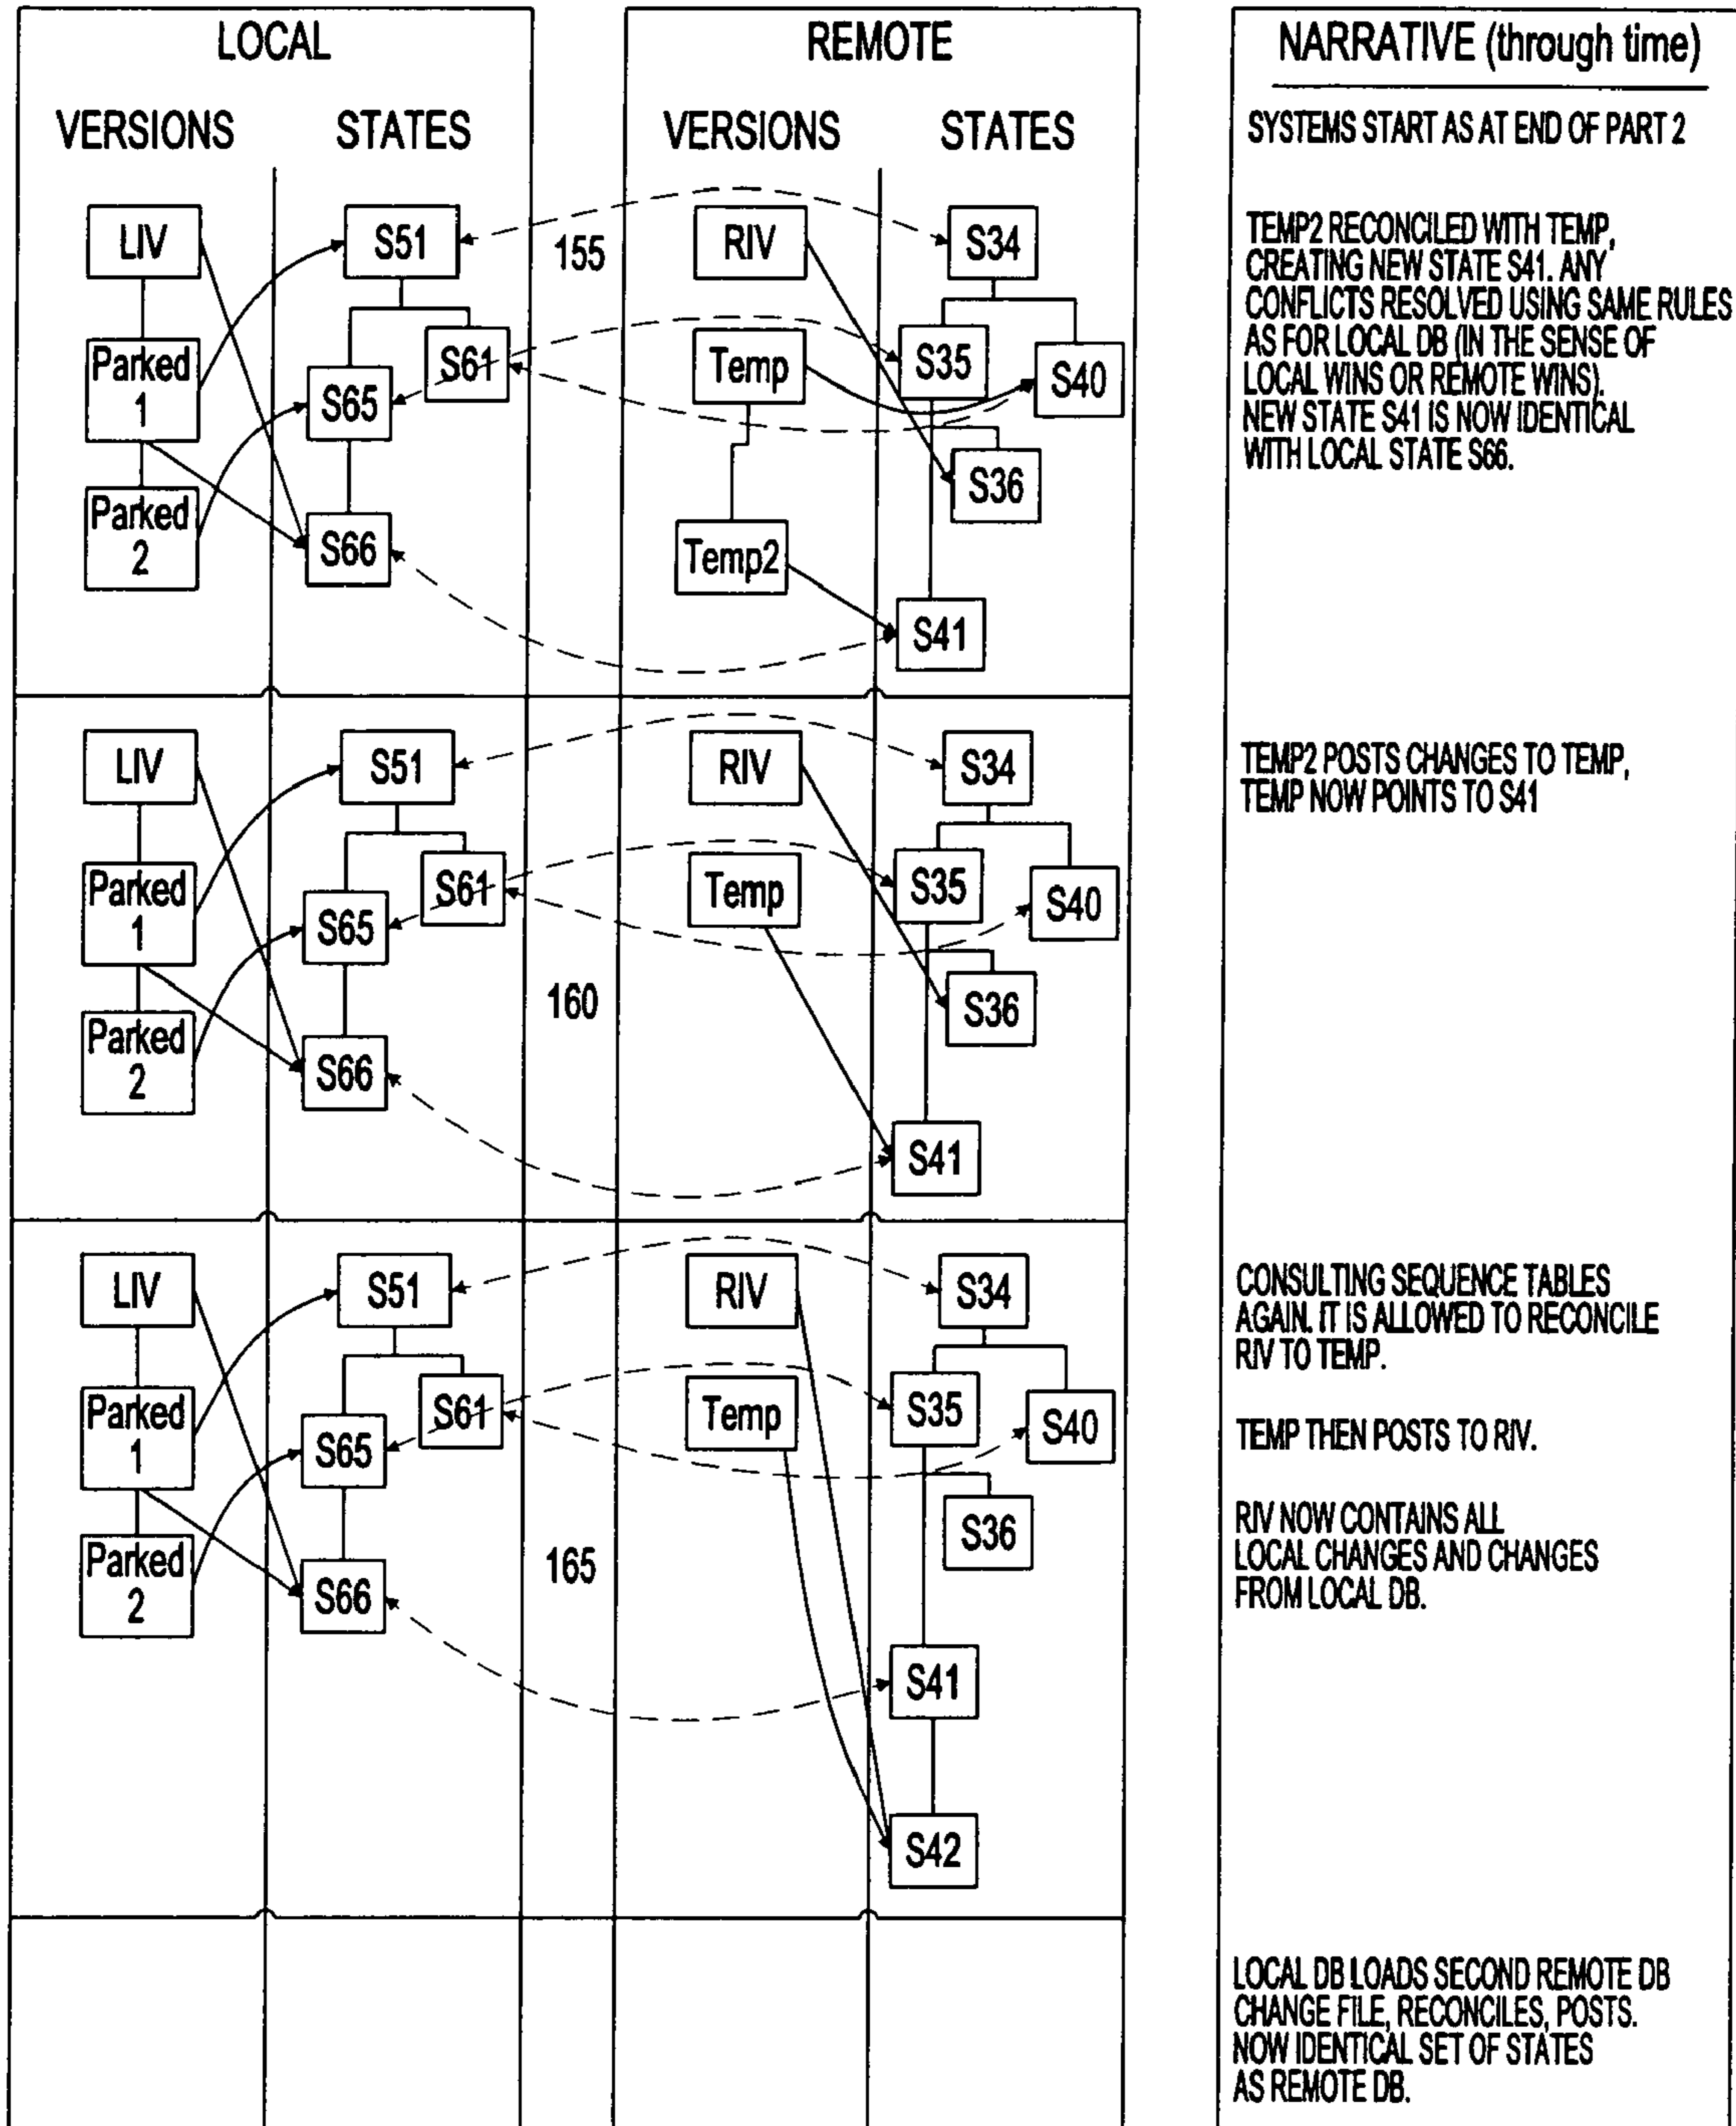 LOCAL
REMOTE
NARRATIVE (through time)
VERSIONS
STATES
VERSIONS
STATES
SYSTEMS START AS AT END OF PART 2
LIV
S51
155
RIV
S34
Parked
1
S65
S61
Temp
S35
S40
Parked
2
S66
S36
Temp2
S41
TEMP2 RECONCILED WITH TEMP,
CREATING NEW STATE S41. ANY
CONFLICTS RESOLVED USING SAME RULES
AS FOR LOCAL DB (IN THE SENSE OF
LOCAL WINS OR REMOTE WINS).
NEW STATE S41 IS NOW IDENTICAL
WITH LOCAL STATE S66.
LIV
S51
RIV
S34
Parked
1
S65
S61
Temp
S35
S40
160
Parked
2
S66
S36
S41
TEMP2 POSTS CHANGES TO TEMP,
TEMP NOW POINTS TO S41
LIV
S51
RIV
S34
Parked
1
S65
S61
Temp
S35
S40
Parked
2
S66
165
S36
S41
S42
CONSULTING SEQUENCE TABLES
AGAIN. IT IS ALLOWED TO RECONCILE
RIV TO TEMP.
TEMP THEN POSTS TO RIV.
RIV NOW CONTAINS ALL
LOCAL CHANGES AND CHANGES
FROM LOCAL DB.
LOCAL DB LOADS SECOND REMOTE DB
CHANGE FILE, RECONCILES, POSTS.
NOW IDENTICAL SET OF STATES
AS REMOTE DB.